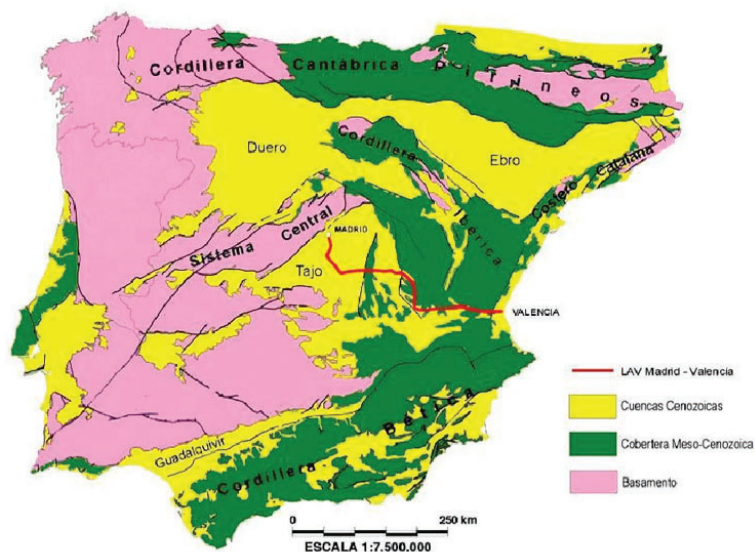 Cordillera Cantábrica Pirineos
Duero
Cordillera
Ibérica
Ebro
Costero Catalana
Sistema Central
MADRID
Tajo
VALENCIA
LAV Madrid - Valencia
Cuencas Cenozoicas
Cobertera Meso-Cenozoica
Basamento
Guadalquivir
Cordillera Bética
0 250 km
ESCALA 1:7.500.000